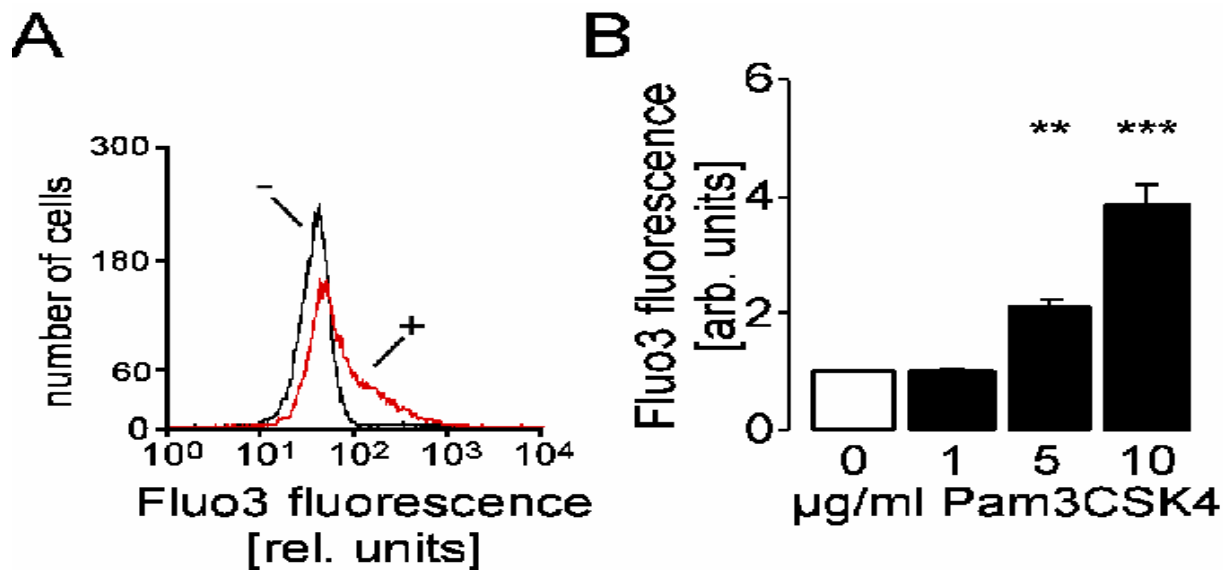 A
number of cells
300
180
60
0
−
+
10⁰ 10¹ 10² 10³ 10⁴
Fluo3 fluorescence
[rel. units]
B
Fluo3 fluorescence
[arb. units]
6
4
2
0
** ***
0 1 5 10
µg/ml Pam3CSK4